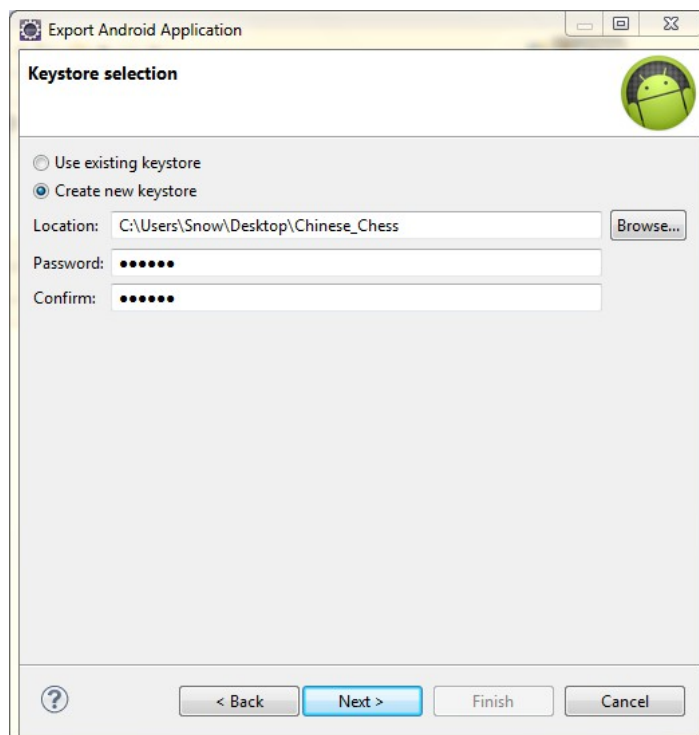 Export Android Application
Keystore selection
Use existing keystore
Create new keystore
Location: C:\Users\Snow\Desktop\Chinese_Chess Browse...
Password: ●●●●●●
Confirm: ●●●●●●
? < Back Next > Finish Cancel